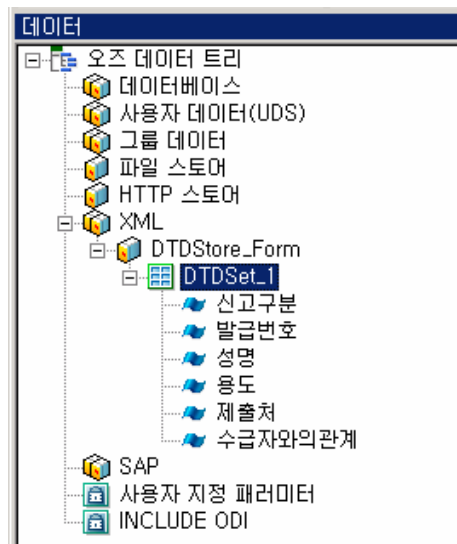 데이터
오즈 데이터 트리
데이터베이스
사용자 데이터(UDS)
그룹 데이터
파일 스토어
HTTP 스토어
XML
DTDStore_Form
DTDSet_1
신고구분
발급번호
성명
용도
제출처
수급자와의관계
SAP
사용자 지정 패러미터
INCLUDE ODI